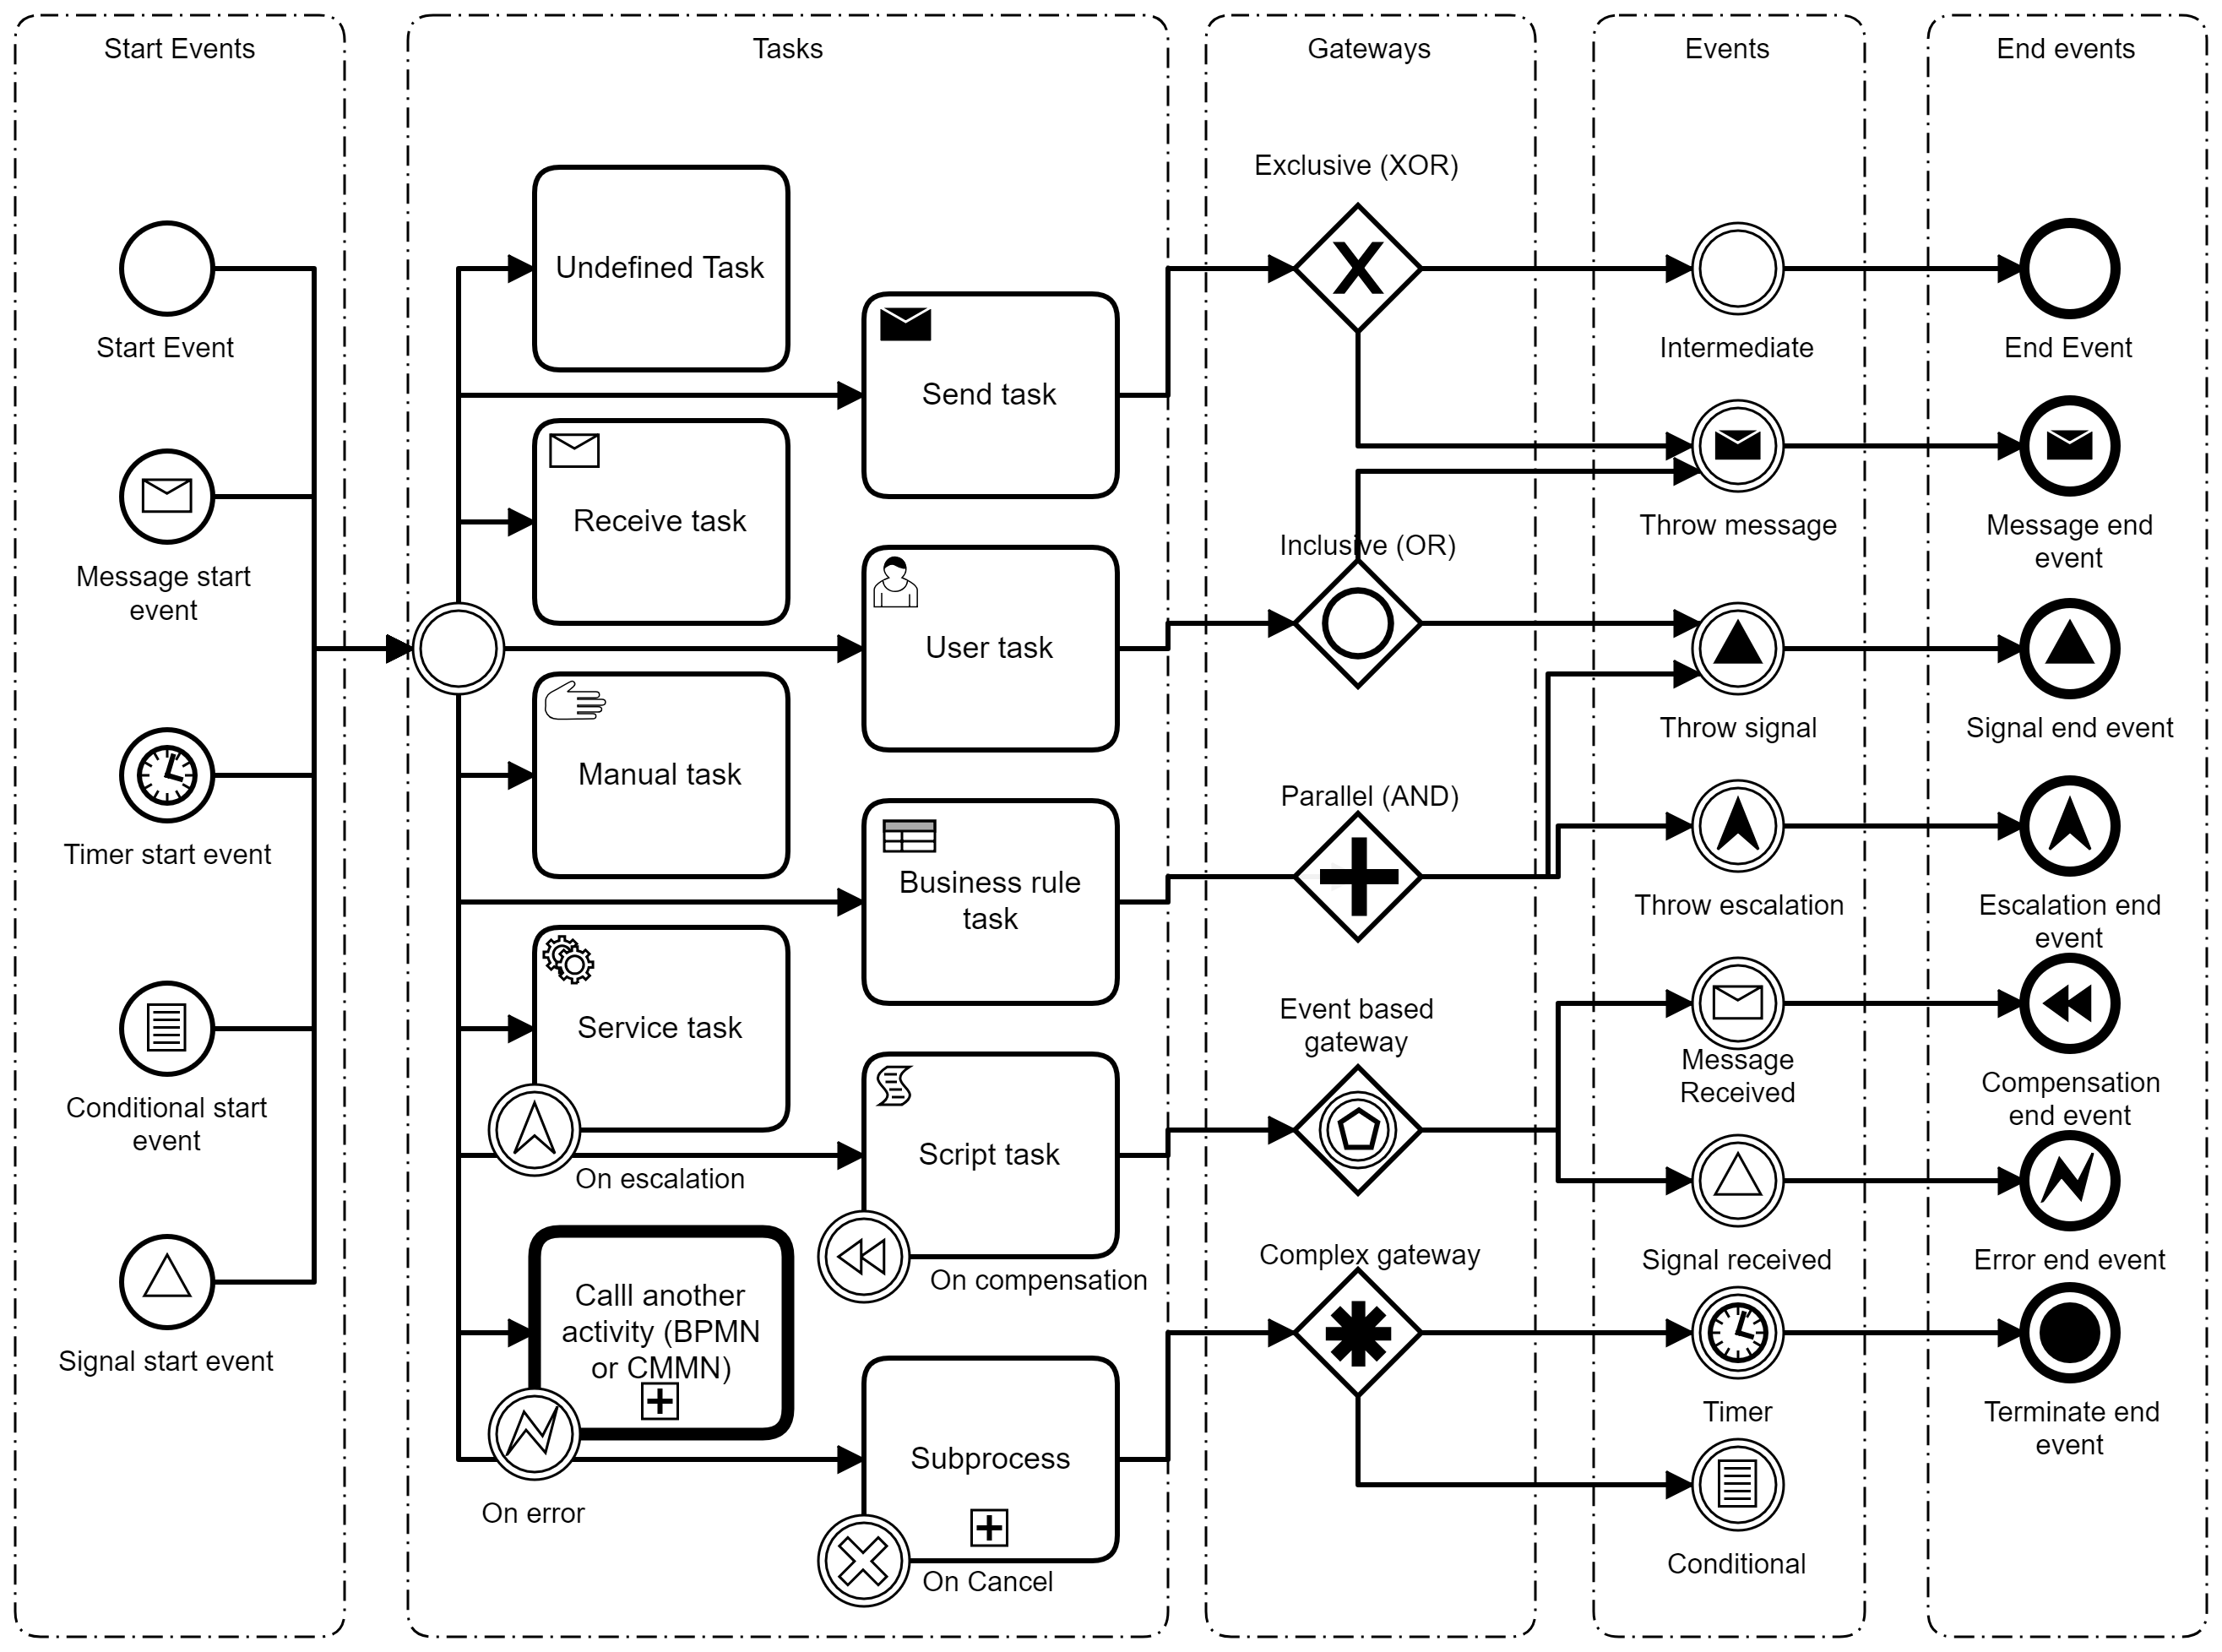 Start Events
Start Event
Message start
event
Timer start event
Conditional start
event
Signal start event
Tasks
Undefined Task
Send task
Receive task
User task
Manual task
Business rule
task
Service task
On escalation
Script task
On compensation
Calll another
activity (BPMN
or CMMN)
On error
Subprocess
On Cancel
Gateways
Exclusive (XOR)
X
Inclusive (OR)
Parallel (AND)
Event based
gateway
Complex gateway
Events
Intermediate
Throw message
Throw signal
Throw escalation
Message
Received
Signal received
Timer
Conditional
End events
End Event
Message end
event
Signal end event
Escalation end
event
Compensation
end event
Error end event
Terminate end
event